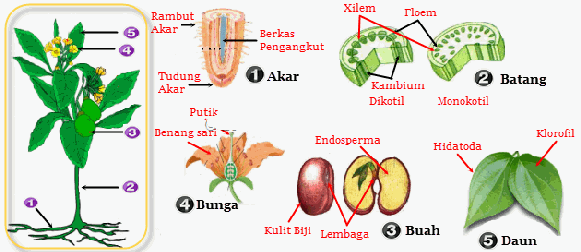 5
4
3
2
1
Rambut
Akar
Berkas
Pengangkut
Tudung
Akar
1 Akar
Xilem
Floem
Kambium
Dikotil
Monokotil
2 Batang
Putik
Benang sari
4 Bunga
Endosperma
Kulit Biji
Lembaga
3 Buah
Hidatoda
Klorofil
5 Daun